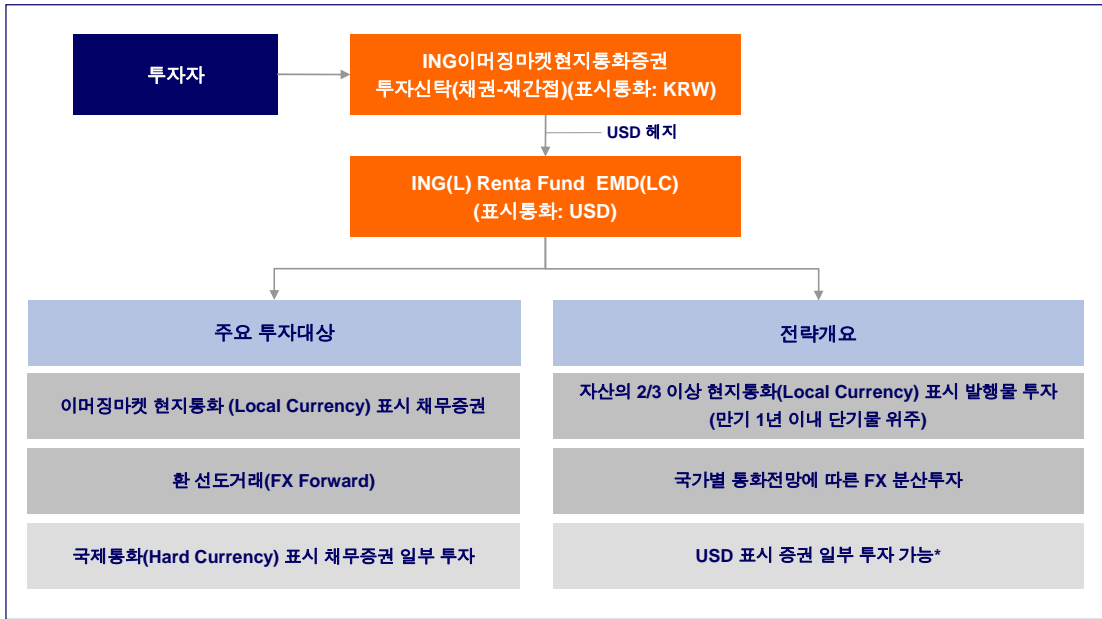 투자자
ING이머징마켓현지통화증권
투자신탁(채권-재간접)(표시통화: KRW)
USD 헤지
ING(L) Renta Fund EMD(LC)
(표시통화: USD)
주요 투자대상
전략개요
이머징마켓 현지통화 (Local Currency) 표시 채무증권
자산의 2/3 이상 현지통화(Local Currency) 표시 발행물 투자
(만기 1년 이내 단기물 위주)
환 선도거래(FX Forward)
국가별 통화전망에 따른 FX 분산투자
국제통화(Hard Currency) 표시 채무증권 일부 투자
USD 표시 증권 일부 투자 가능*